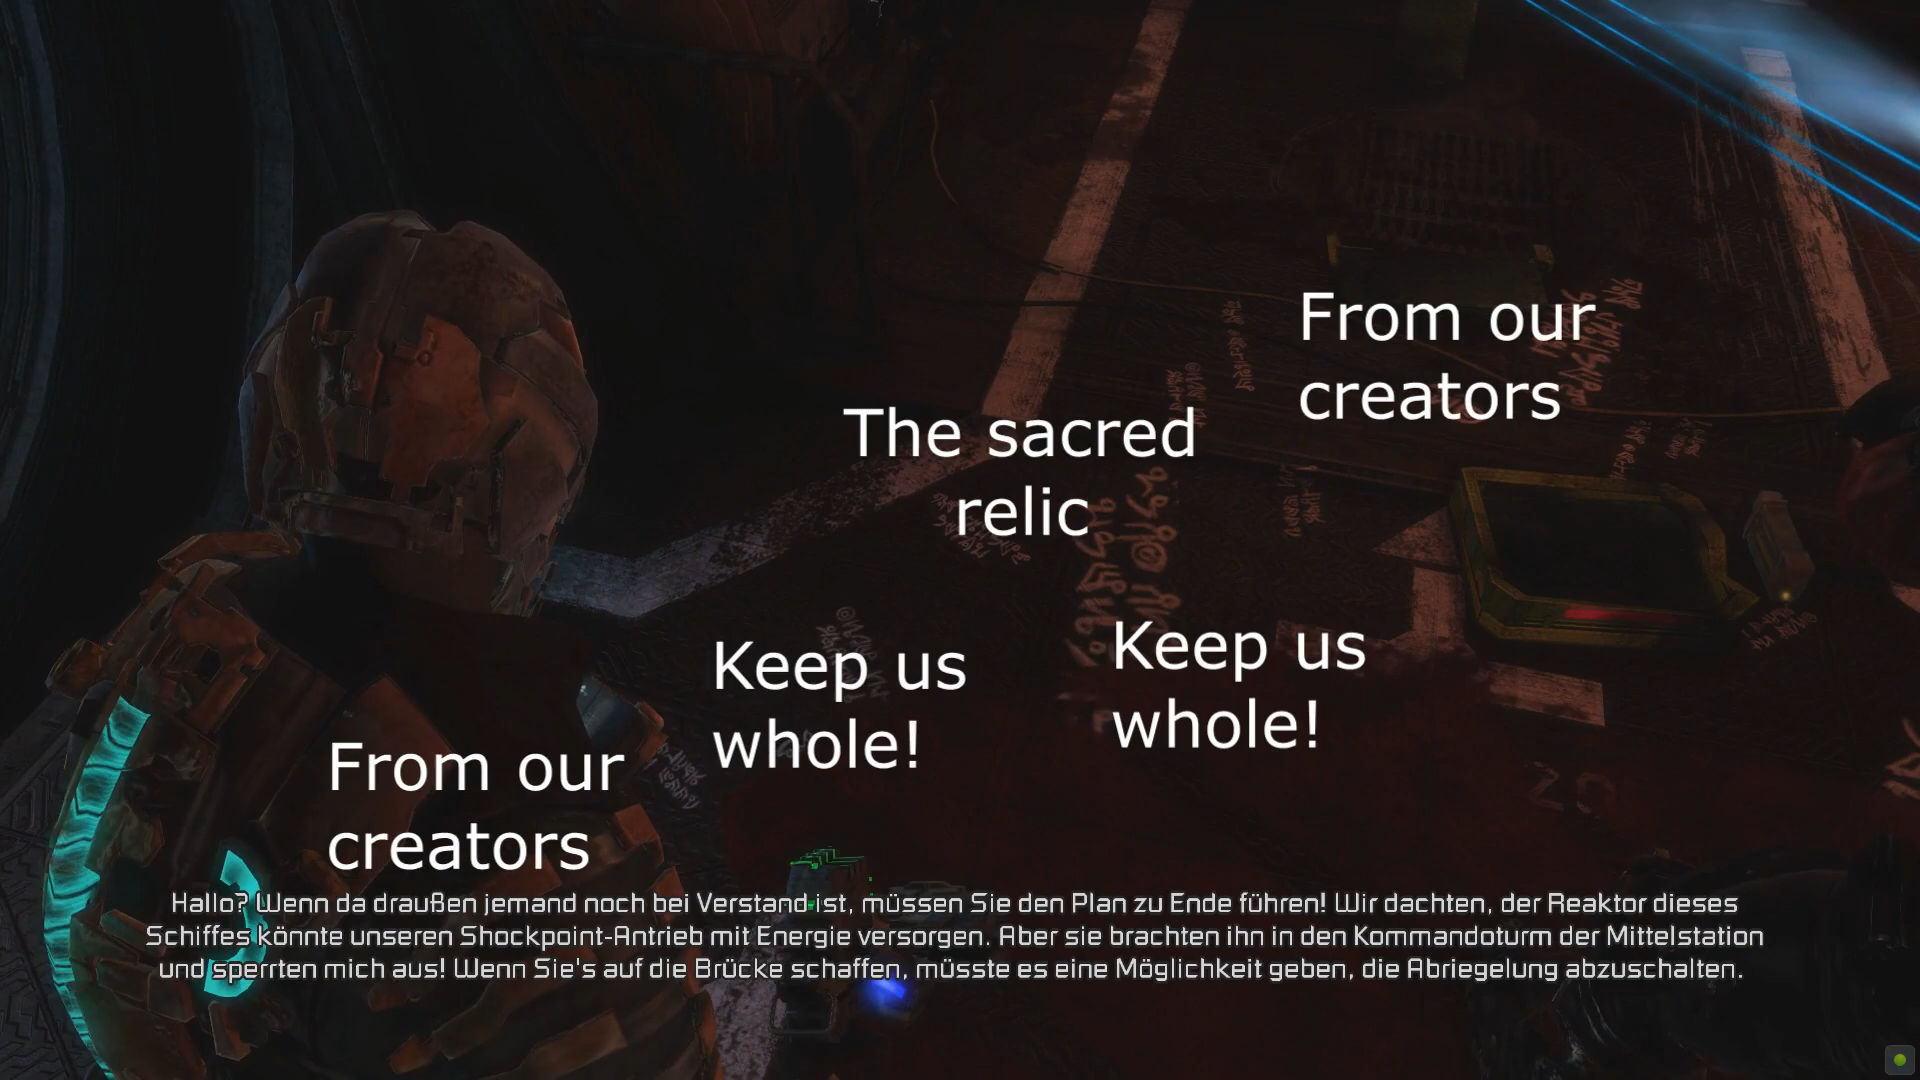 From our
creators
The sacred
relic
Keep us
whole!
Keep us
whole!
From our
creators
Hallo? Wenn da draußen jemand noch bei Verstand ist, müssen Sie den Plan zu Ende führen! Wir dachten, der Reaktor dieses
Schiffes könnte unseren Shockpoint-Antrieb mit Energie versorgen. Aber sie brachten ihn in den Kommandoturm der Mittelstation
und sperrten mich aus! Wenn Sie's auf die Brücke schaffen, müsste es eine Möglichkeit geben, die Abriegelung abzuschalten.